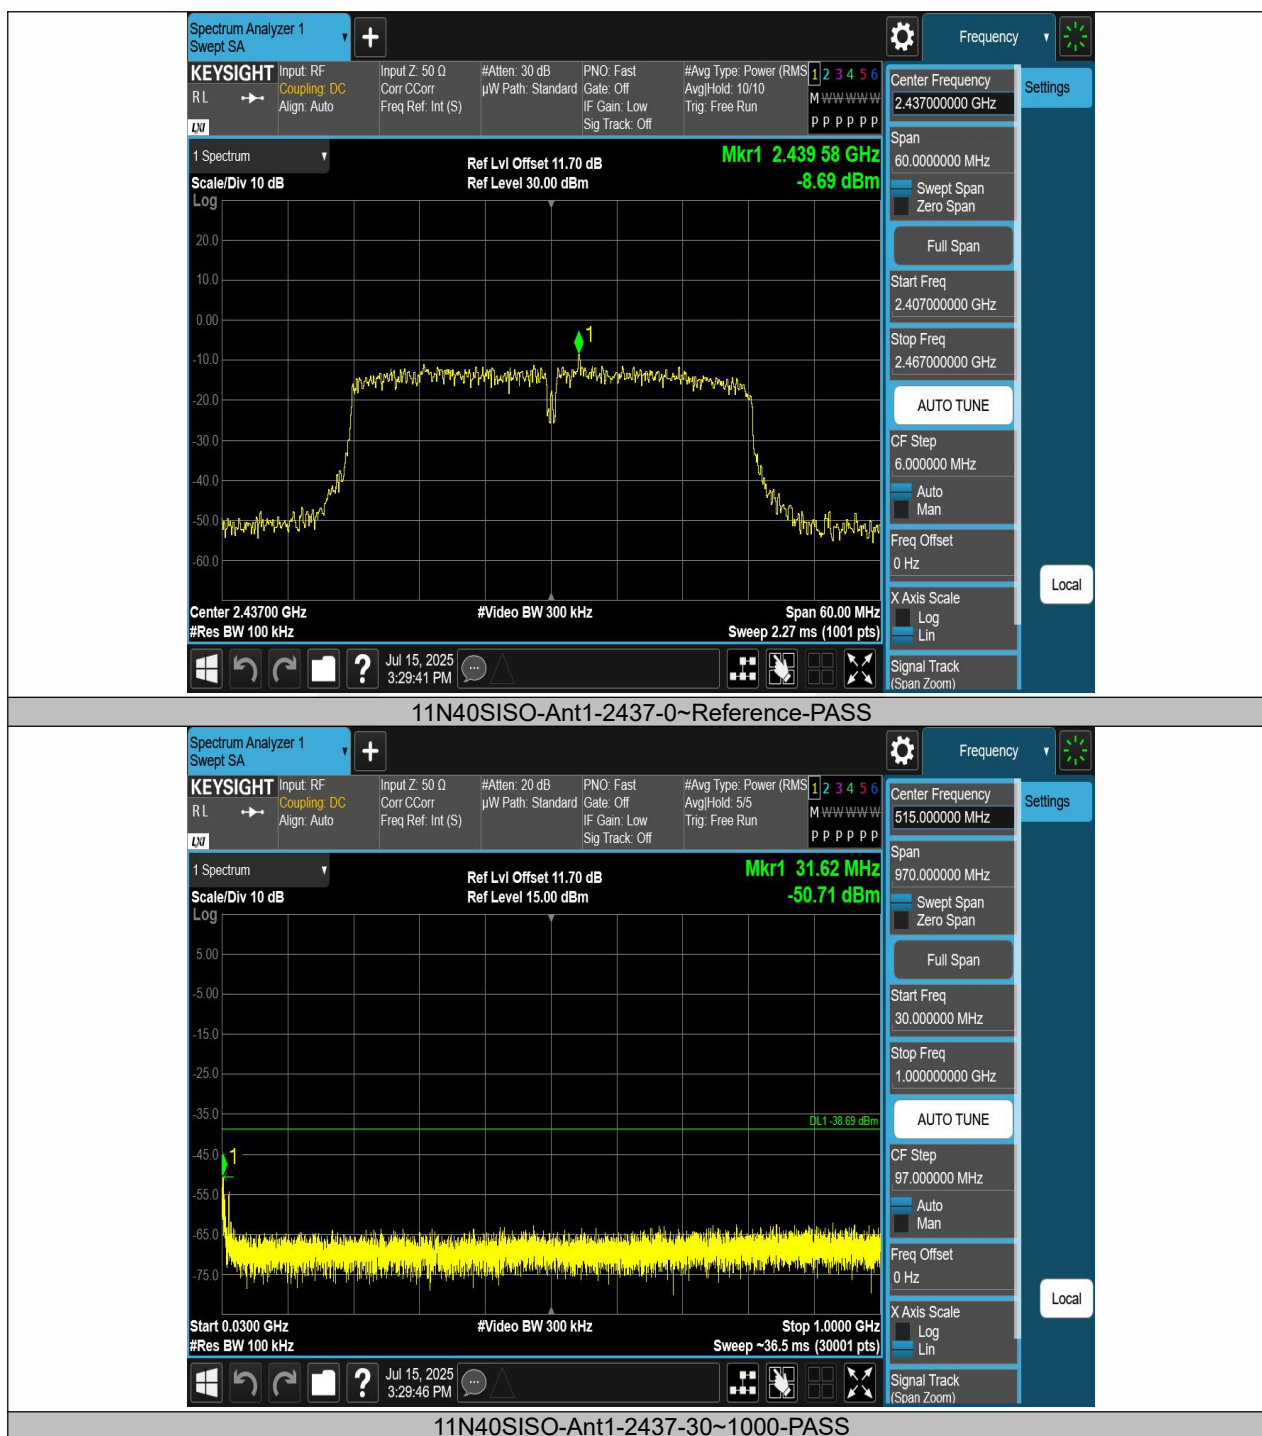 Spectrum Analyzer 1
Swept SA
+
Frequency
KEYSIGHT
RL
LXI
Input: RF
Coupling: DC
Align: Auto
Input Z: 50 Ω
Corr CCorr
Freq Ref: Int (S)
#Atten: 30 dB
µW Path: Standard
PNO: Fast
Gate: Off
IF Gain: Low
Sig Track: Off
#Avg Type: Power (RMS
Avg|Hold: 10/10
Trig: Free Run
1 2 3 4 5 6
M W W W W W
P P P P P P
Center Frequency
2.437000000 GHz
Settings
1 Spectrum
Scale/Div 10 dB
Ref Lvl Offset 11.70 dB
Ref Level 30.00 dBm
Mkr1 2.439 58 GHz
-8.69 dBm
Log
20.0
10.0
0.00
-10.0
-20.0
-30.0
-40.0
-50.0
-60.0
1
Span
60.0000000 MHz
Swept Span
Zero Span
Full Span
Start Freq
2.407000000 GHz
Stop Freq
2.467000000 GHz
AUTO TUNE
CF Step
6.000000 MHz
Auto
Man
Freq Offset
0 Hz
X Axis Scale
Log
Lin
Signal Track
(Span Zoom)
Local
Center 2.43700 GHz
#Res BW 100 kHz
#Video BW 300 kHz
Span 60.00 MHz
Sweep 2.27 ms (1001 pts)
?
Jul 15, 2025
3:29:41 PM
11N40SISO-Ant1-2437-0~Reference-PASS
Spectrum Analyzer 1
Swept SA
+
Frequency
KEYSIGHT
RL
LXI
Input: RF
Coupling: DC
Align: Auto
Input Z: 50 Ω
Corr CCorr
Freq Ref: Int (S)
#Atten: 20 dB
µW Path: Standard
PNO: Fast
Gate: Off
IF Gain: Low
Sig Track: Off
#Avg Type: Power (RMS
Avg|Hold: 5/5
Trig: Free Run
1 2 3 4 5 6
M W W W W W
P P P P P P
Center Frequency
515.000000 MHz
Settings
1 Spectrum
Scale/Div 10 dB
Ref Lvl Offset 11.70 dB
Ref Level 15.00 dBm
Mkr1 31.62 MHz
-50.71 dBm
Log
5.00
-5.00
-15.0
-25.0
-35.0
-45.0
-55.0
-65.0
-75.0
DL1 -38.69 dBm
1
Span
970.000000 MHz
Swept Span
Zero Span
Full Span
Start Freq
30.000000 MHz
Stop Freq
1.000000000 GHz
AUTO TUNE
CF Step
97.000000 MHz
Auto
Man
Freq Offset
0 Hz
X Axis Scale
Log
Lin
Signal Track
(Span Zoom)
Local
Start 0.0300 GHz
#Res BW 100 kHz
#Video BW 300 kHz
Stop 1.0000 GHz
Sweep ~36.5 ms (30001 pts)
?
Jul 15, 2025
3:29:46 PM
11N40SISO-Ant1-2437-30~1000-PASS